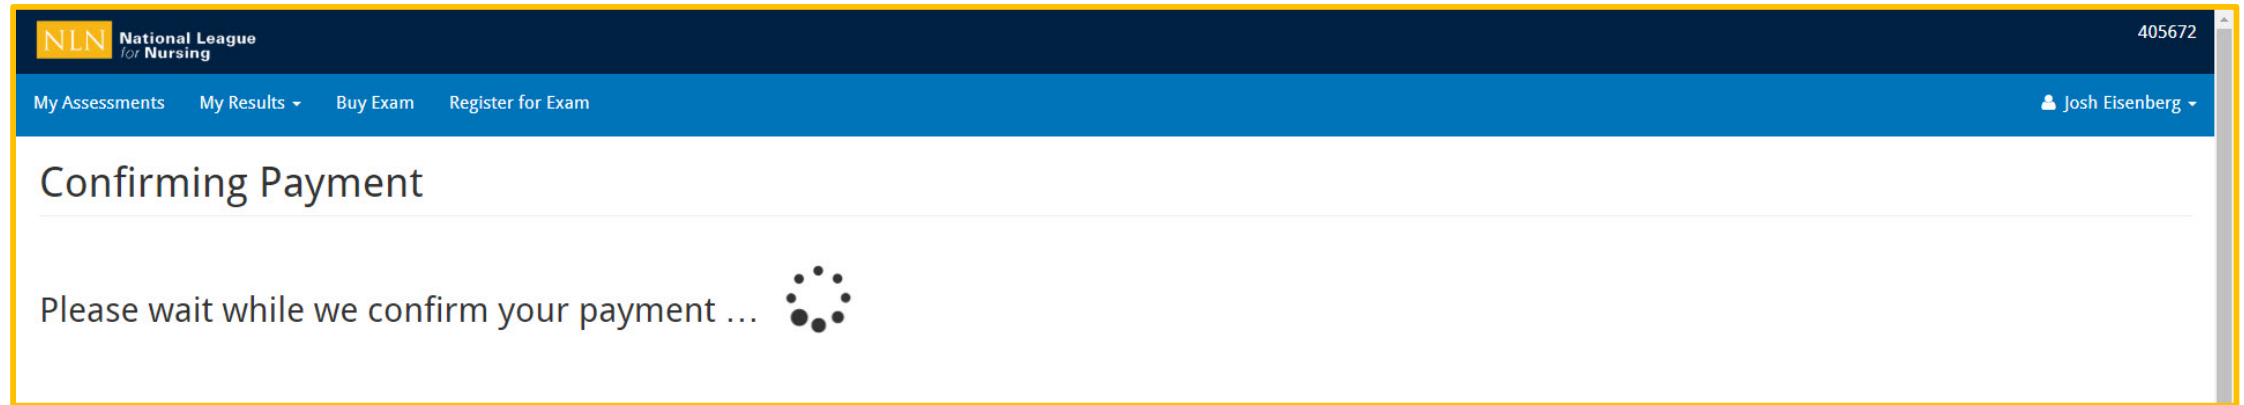 NLN National League
for Nursing
405672
My Assessments My Results Buy Exam Register for Exam Josh Eisenberg
Confirming Payment
Please wait while we confirm your payment ...